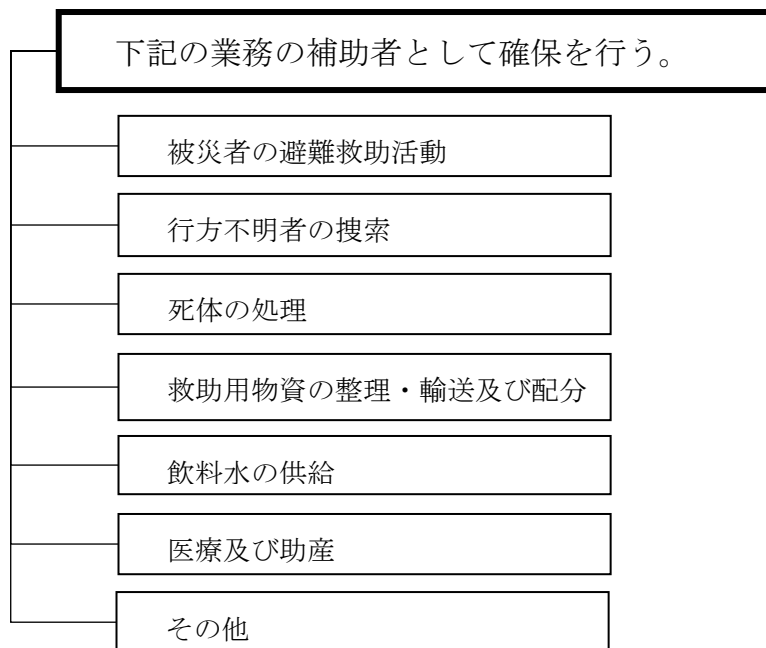 下記の業務の補助者として確保を行う。
被災者の避難救助活動
行方不明者の捜索
死体の処理
救助用物資の整理・輸送及び配分
飲料水の供給
医療及び助産
その他